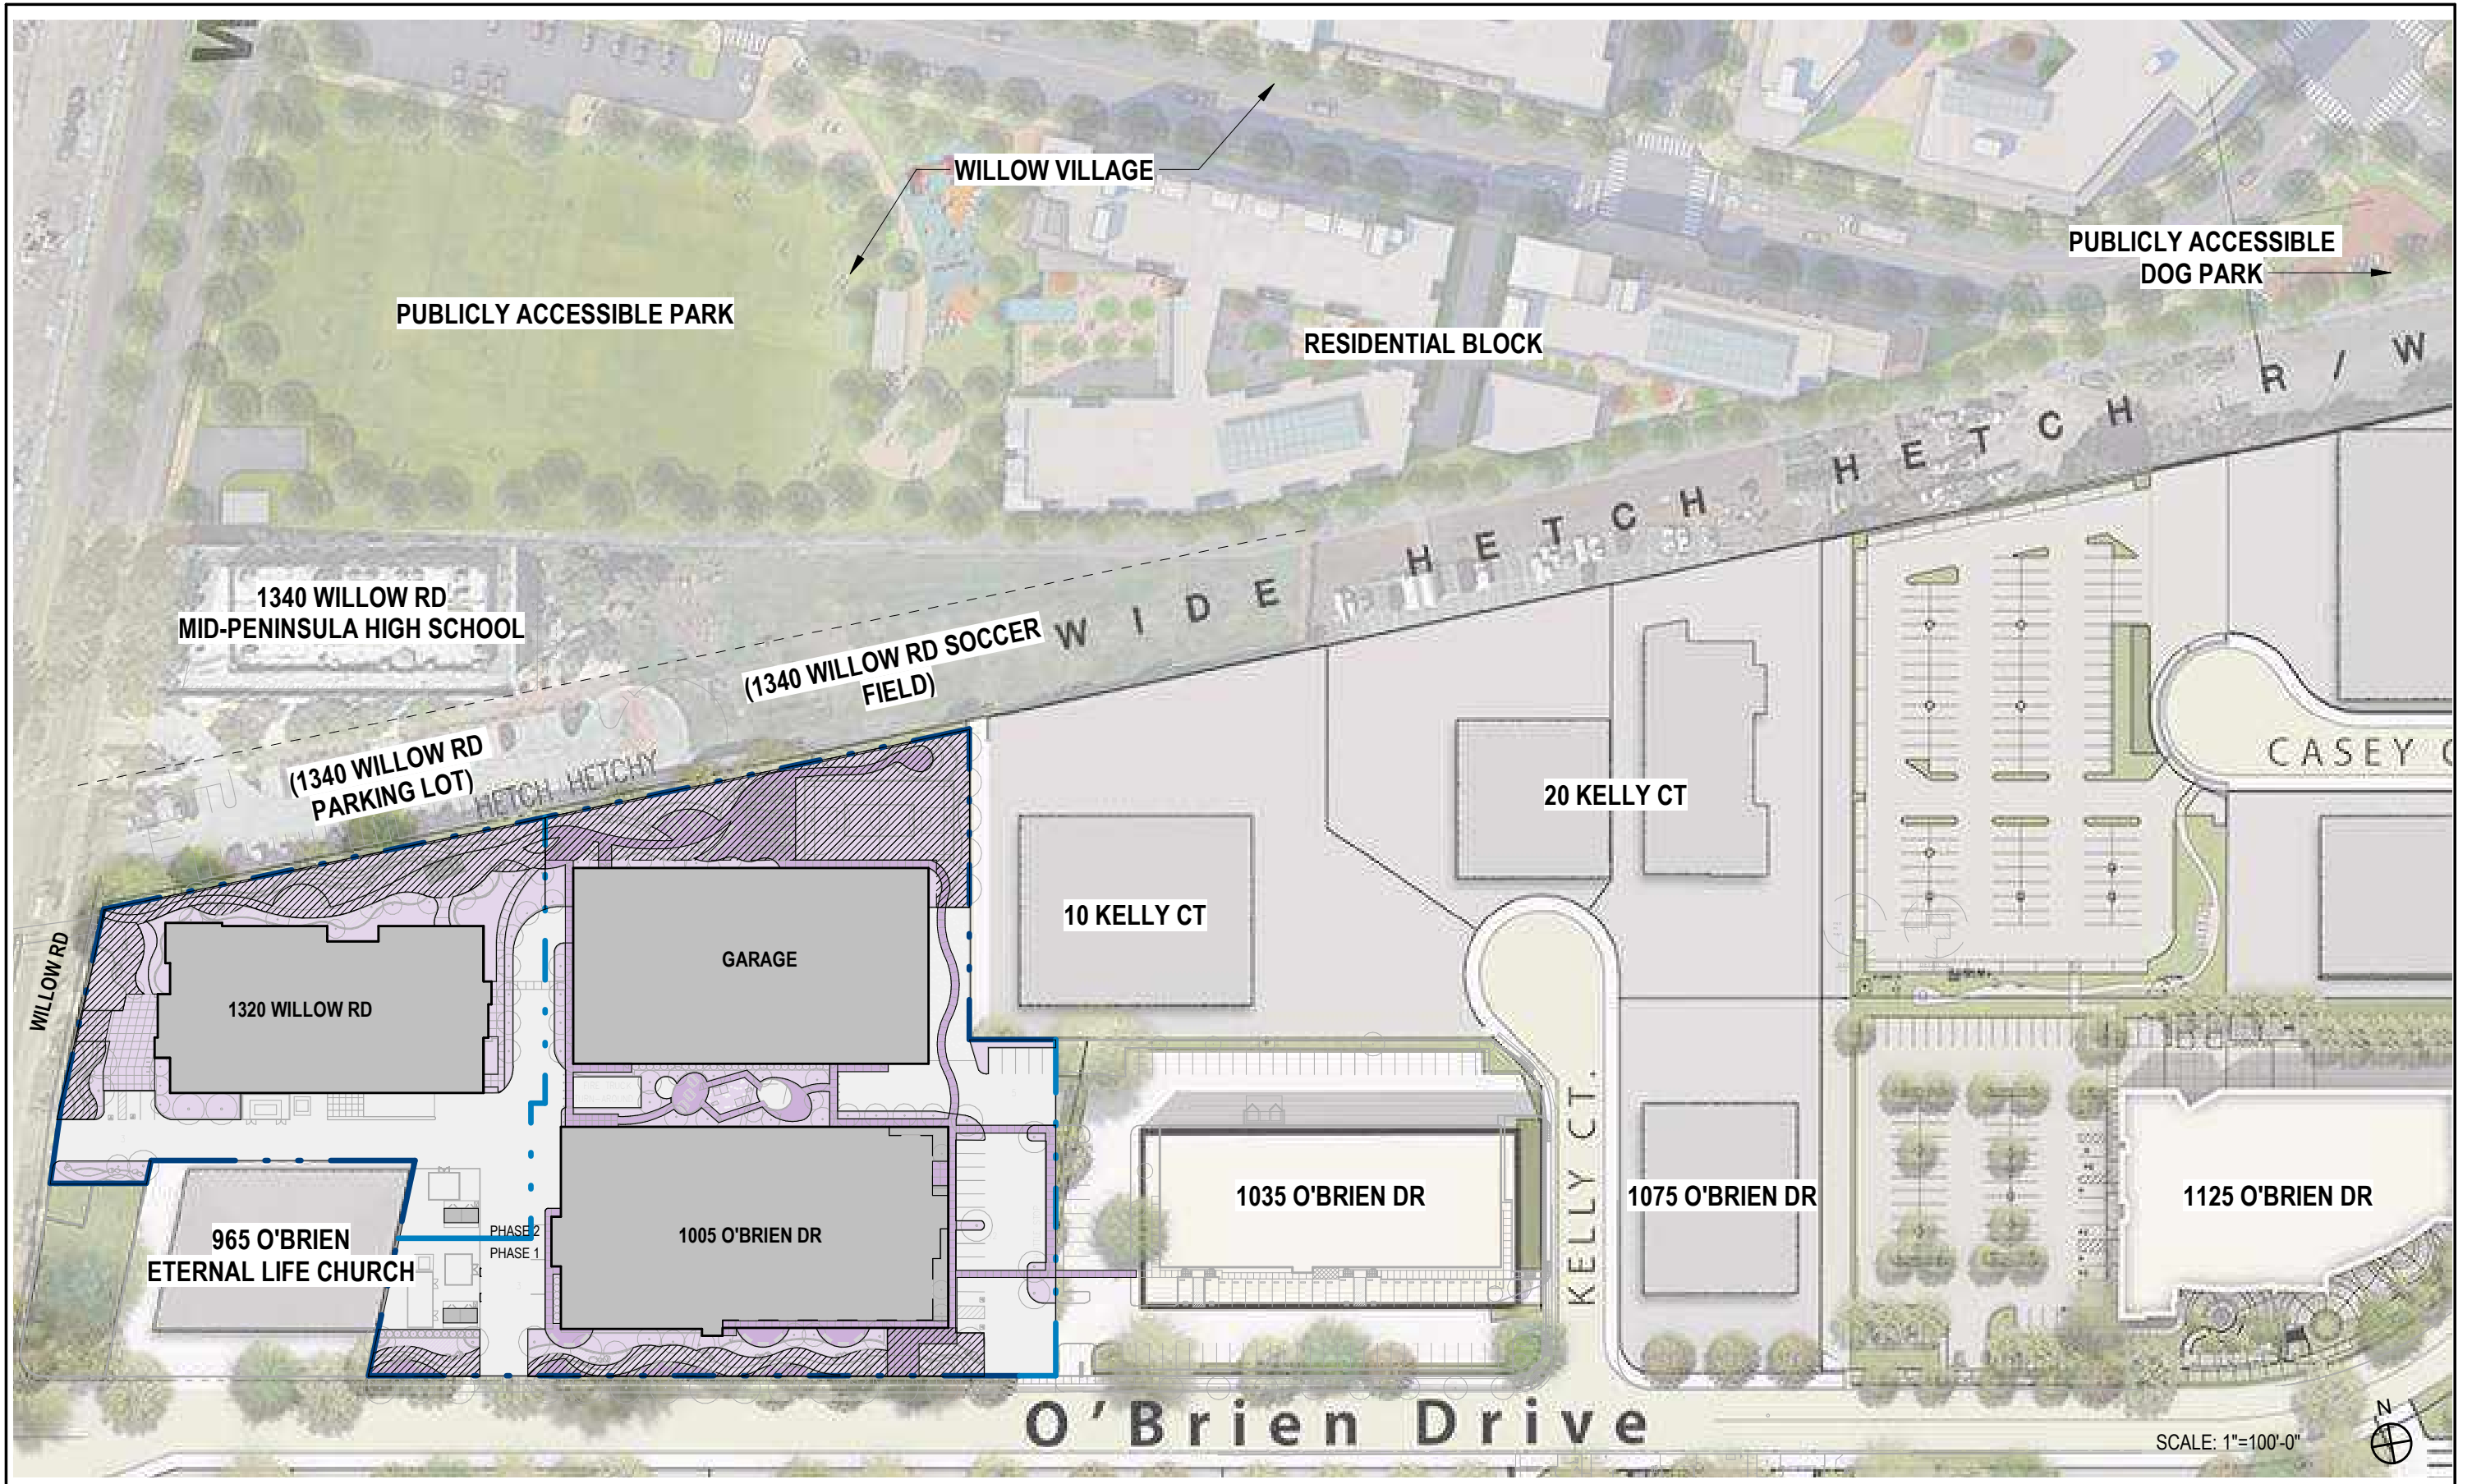 WILLOW VILLAGE
PUBLICLY ACCESSIBLE
DOG PARK
PUBLICLY ACCESSIBLE PARK
RESIDENTIAL BLOCK
WIDE HETCH HETCH R/W
1340 WILLOW RD
MID-PENINSULA HIGH SCHOOL
(1340 WILLOW RD SOCCER
FIELD)
(1340 WILLOW RD
PARKING LOT)
HETCH HETCHY
CASEY
20 KELLY CT
10 KELLY CT
WILLOW RD
GARAGE
1320 WILLOW RD
KELLY CT.
1035 O'BRIEN DR
1075 O'BRIEN DR
1125 O'BRIEN DR
965 O'BRIEN
ETERNAL LIFE CHURCH
PHASE 2
PHASE 1
1005 O'BRIEN DR
O'Brien Drive
SCALE: 1"=100'-0"
N